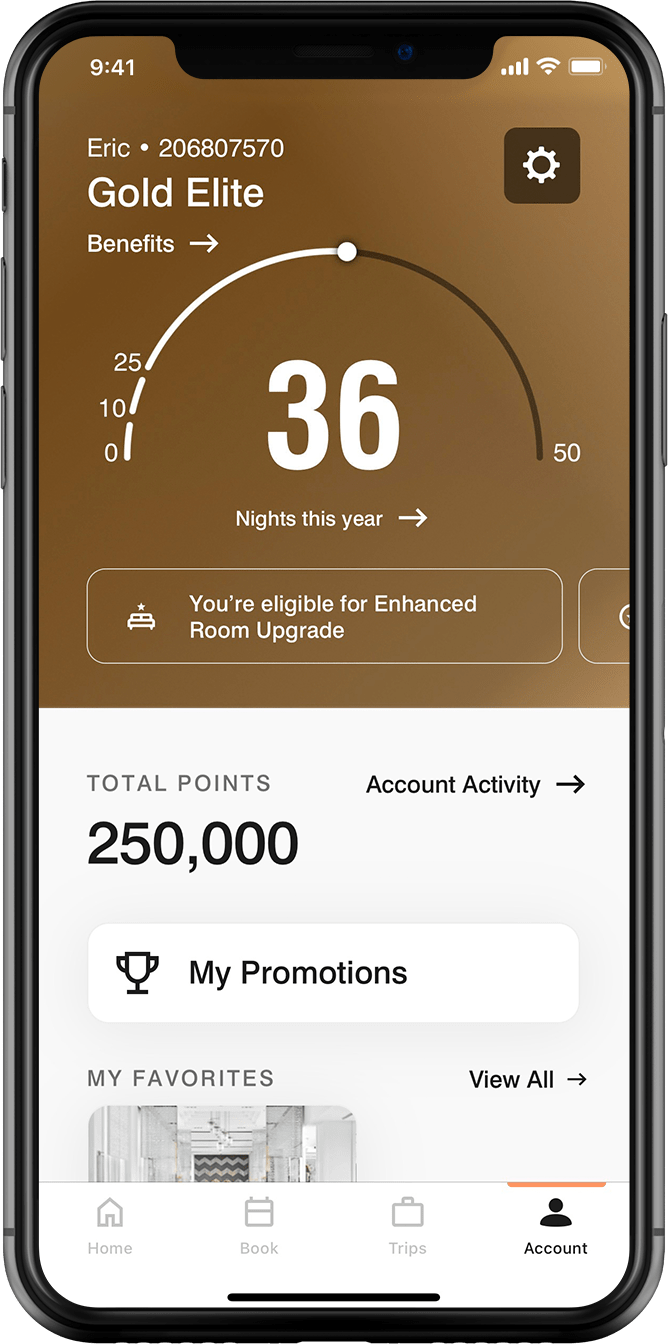 9:41
Eric • 206807570
Gold Elite
Benefits →
25
10
0
50
36
Nights this year →
You’re eligible for Enhanced
Room Upgrade
TOTAL POINTS
Account Activity →
250,000
My Promotions
MY FAVORITES
View All →
Home
Book
Trips
Account